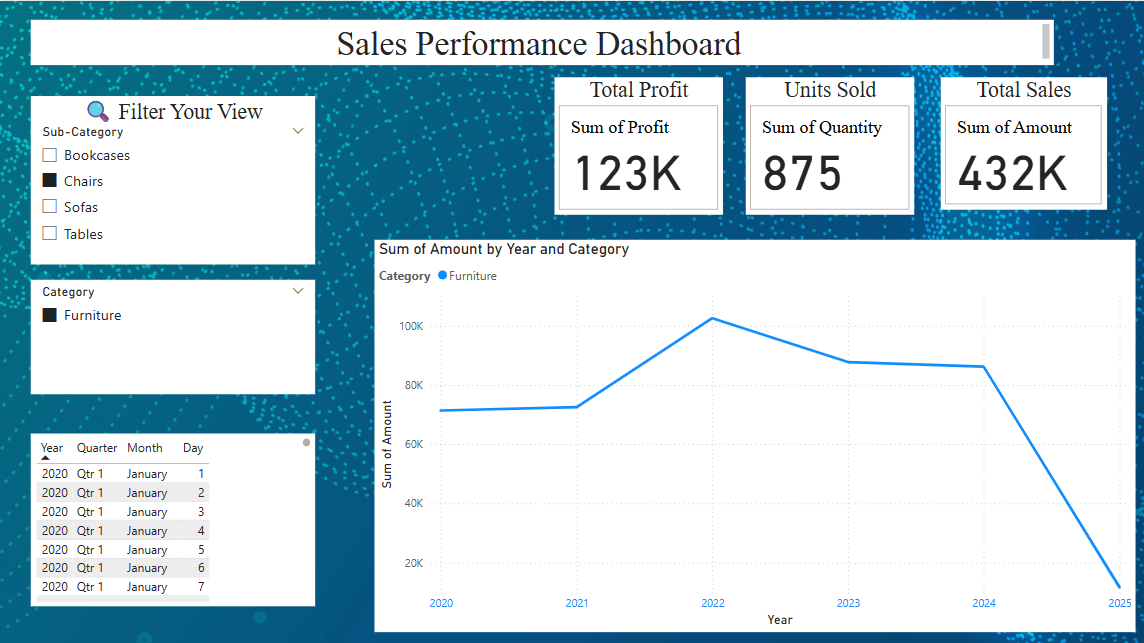 Sales Performance Dashboard
Filter Your View
Sub-Category
Bookcases
Chairs
Sofas
Tables
Category
Furniture
Year Quarter Month Day
2020 Qtr 1 January 1
2020 Qtr 1 January 2
2020 Qtr 1 January 3
2020 Qtr 1 January 4
2020 Qtr 1 January 5
2020 Qtr 1 January 6
2020 Qtr 1 January 7
Total Profit
Sum of Profit
123K
Units Sold
Sum of Quantity
875
Total Sales
Sum of Amount
432K
Sum of Amount by Year and Category
Category Furniture
Sum of Amount
100K
80K
60K
40K
20K
2020 2021 2022 2023 2024 2025
Year